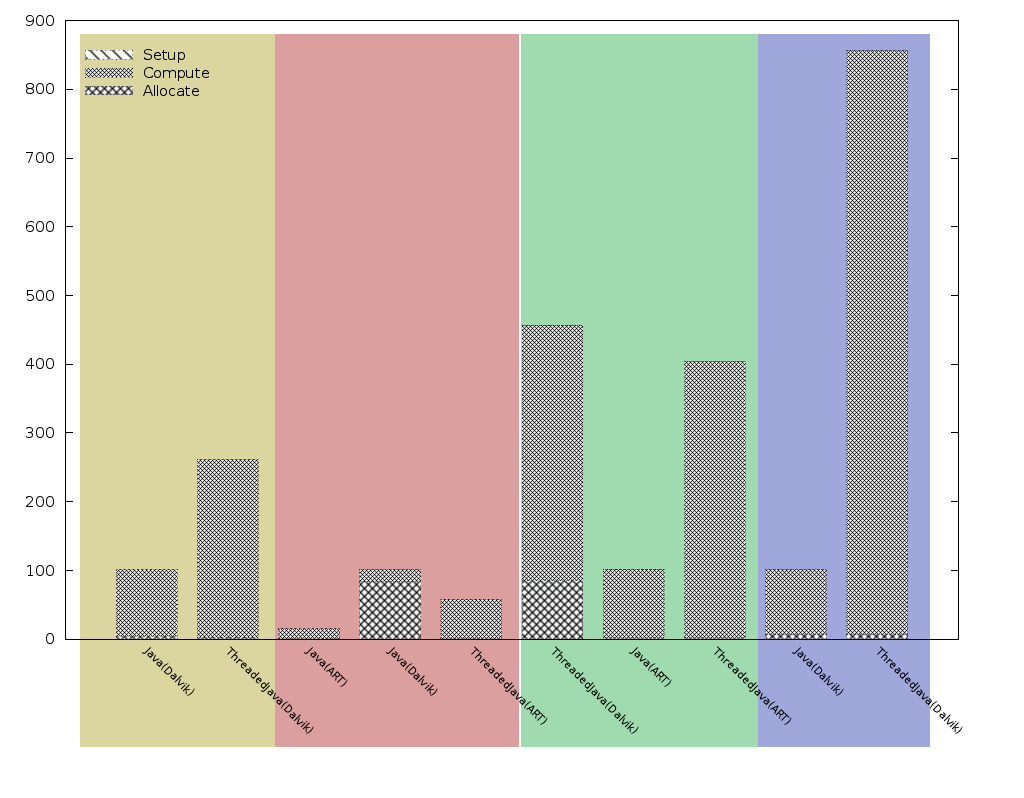 900
800
700
600
500
400
300
200
100
0
Setup
Compute
Allocate
Java(Dalvik)
ThreadedJava(Dalvik)
Java(ART)
Java(Dalvik)
ThreadedJava(ART)
ThreadedJava(Dalvik)
Java(ART)
ThreadedJava(ART)
Java(Dalvik)
ThreadedJava(Dalvik)